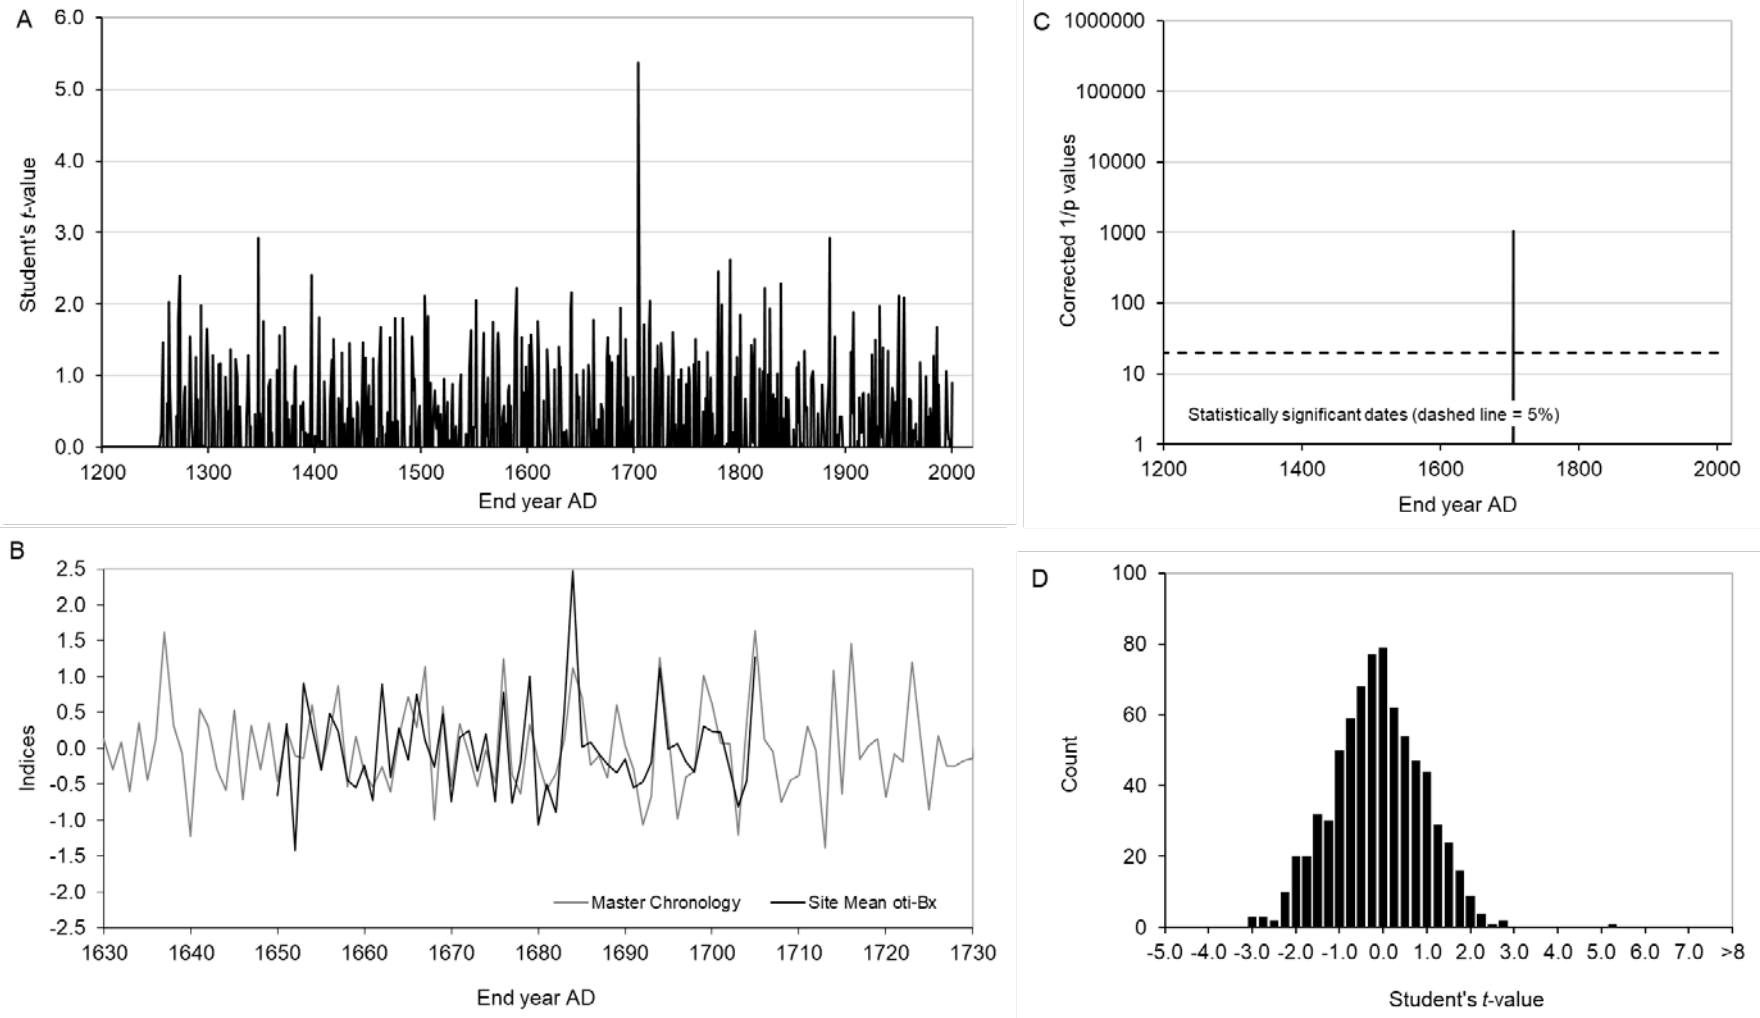 A
6.0
5.0
4.0
3.0
2.0
1.0
0.0
Student's t-value
1200 1300 1400 1500 1600 1700 1800 1900 2000
End year AD
B
2.5
2.0
1.5
1.0
0.5
0.0
-0.5
-1.0
-1.5
-2.0
-2.5
Indices
Master Chronology Site Mean oti-Bx
1630 1640 1650 1660 1670 1680 1690 1700 1710 1720 1730
End year AD
C
1000000
100000
10000
1000
100
10
1
Corrected 1/p values
Statistically significant dates (dashed line = 5%)
1200 1400 1600 1800 2000
End year AD
D
100
80
60
40
20
0
Count
-5.0 -4.0 -3.0 -2.0 -1.0 0.0 1.0 2.0 3.0 4.0 5.0 6.0 7.0 >8
Student's t-value